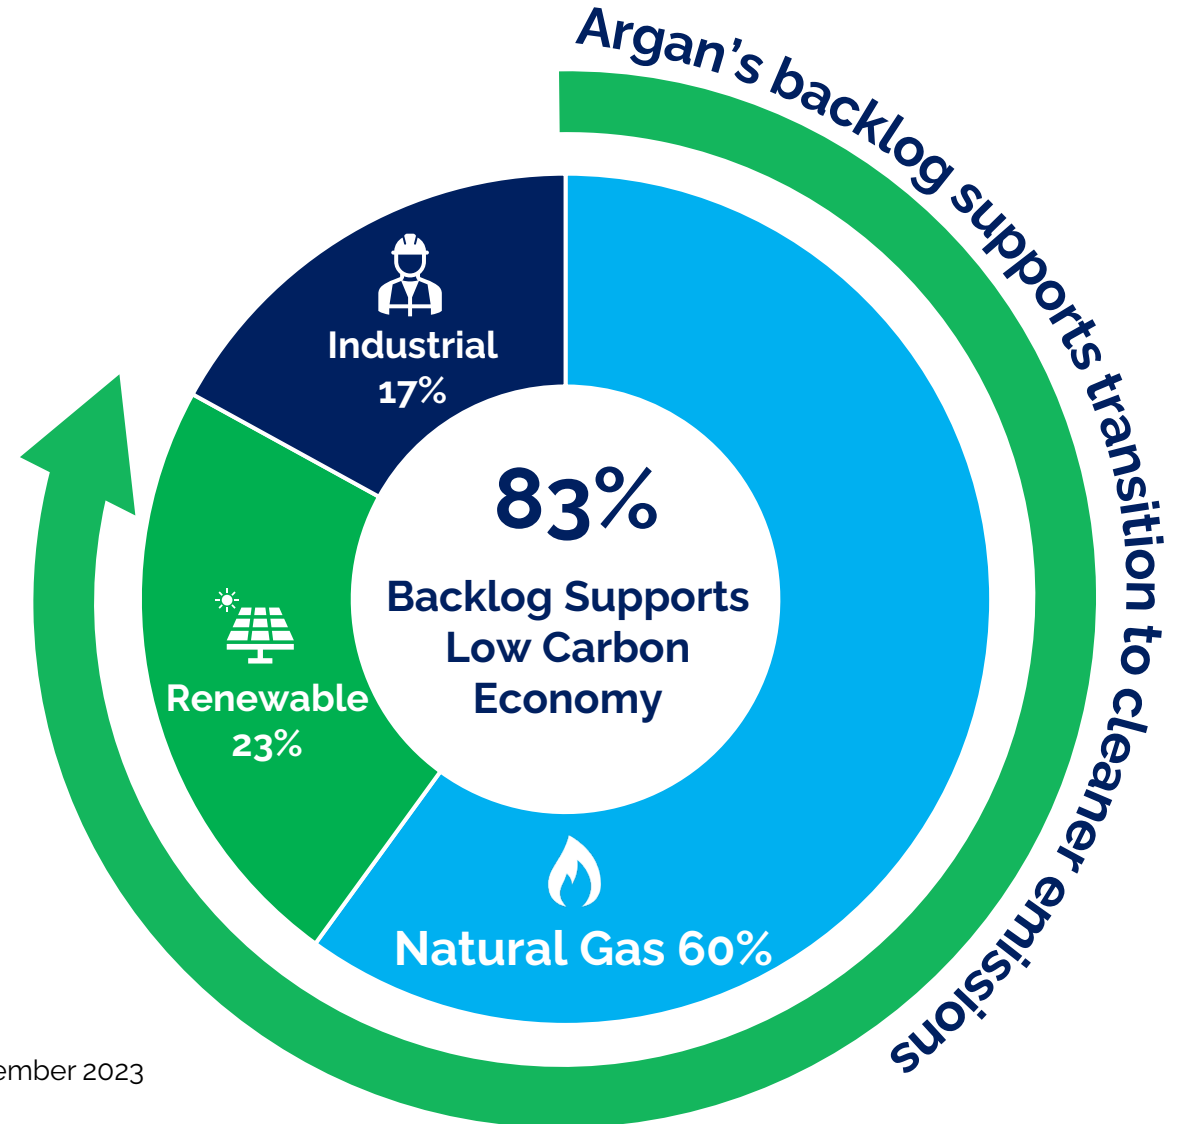 Argan’s backlog supports transition to cleaner emissions
Industrial
17%
83%
Backlog Supports
Low Carbon
Economy
Renewable
23%
Natural Gas 60%
2023